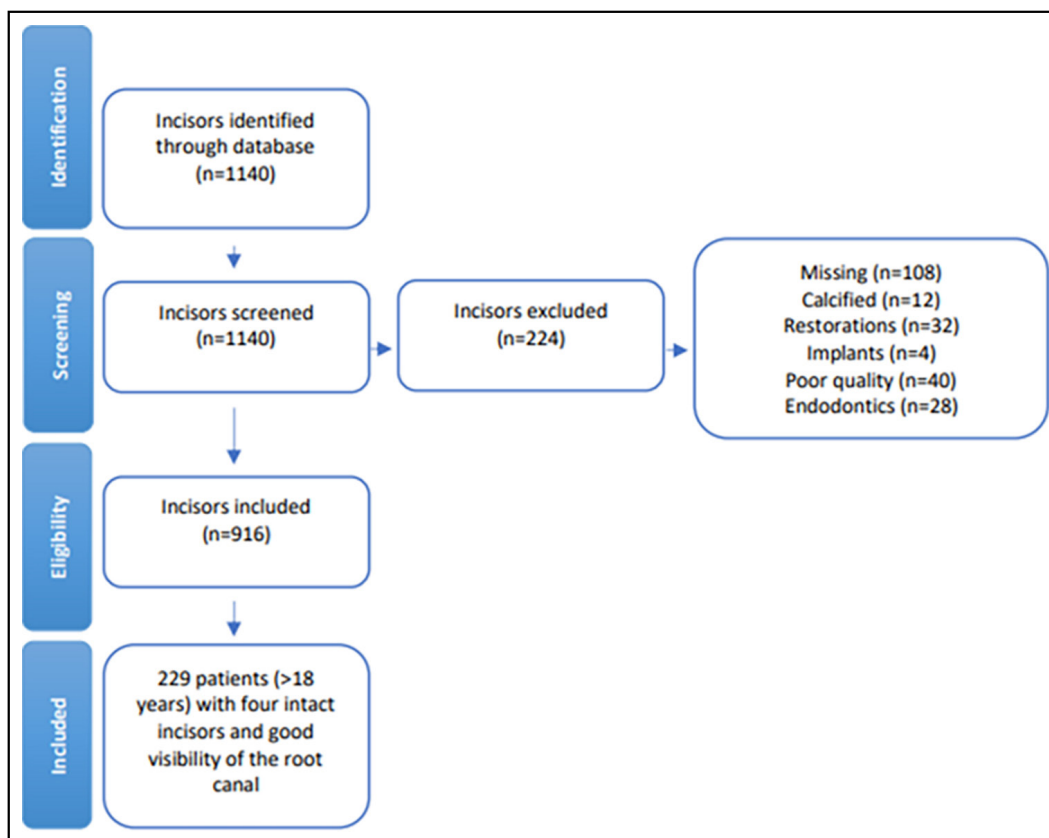 Identification
Incisors identified
through database
(n=1140)
Screening
Incisors screened
(n=1140)
Incisors excluded
(n=224)
Missing (n=108)
Calcified (n=12)
Restorations (n=32)
Implants (n=4)
Poor quality (n=40)
Endodontics (n=28)
Eligibility
Incisors included
(n=916)
Included
229 patients (>18
years) with four intact
incisors and good
visibility of the root
canal